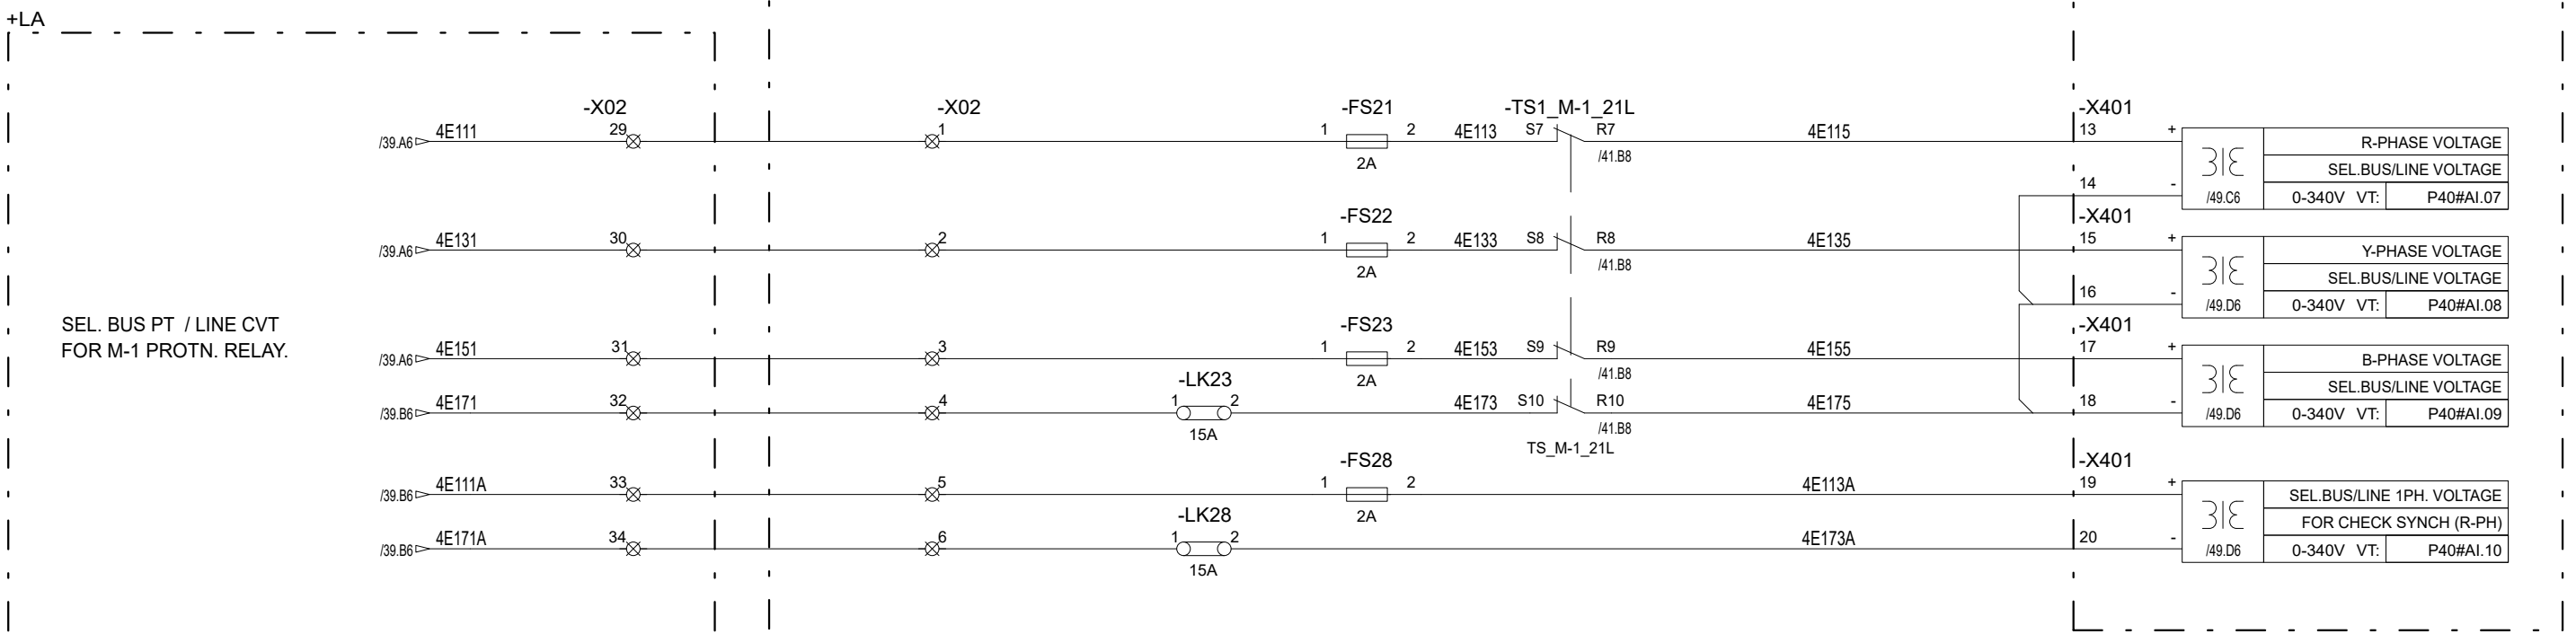 +LA
-X02 -X02 -FS21 -TS1_M-1_21L -X401
/39.A6 4E111 29 1 1 2 4E113 S7 R7 4E115 13 + R-PHASE VOLTAGE
2A /41.B8 SEL.BUS/LINE VOLTAGE
14 - /49.C6 0-340V VT: P40#AI.07
-FS22 -X401
/39.A6 4E131 30 2 1 2 4E133 S8 R8 4E135 15 + Y-PHASE VOLTAGE
2A /41.B8 SEL.BUS/LINE VOLTAGE
16 - /49.D6 0-340V VT: P40#AI.08
SEL. BUS PT / LINE CVT
FOR M-1 PROTN. RELAY.
-FS23 -X401
/39.A6 4E151 31 3 1 2 4E153 S9 R9 4E155 17 + B-PHASE VOLTAGE
-LK23 2A /41.B8 SEL.BUS/LINE VOLTAGE
/39.B6 4E171 32 4 1 2 4E173 S10 R10 4E175 18 - /49.D6 0-340V VT: P40#AI.09
15A /41.B8
TS_M-1_21L
-FS28 -X401
/39.B6 4E111A 33 5 1 2 4E113A 19 + SEL.BUS/LINE 1PH. VOLTAGE
-LK28 2A FOR CHECK SYNCH (R-PH)
/39.B6 4E171A 34 6 1 2 4E173A 20 - /49.D6 0-340V VT: P40#AI.10
15A